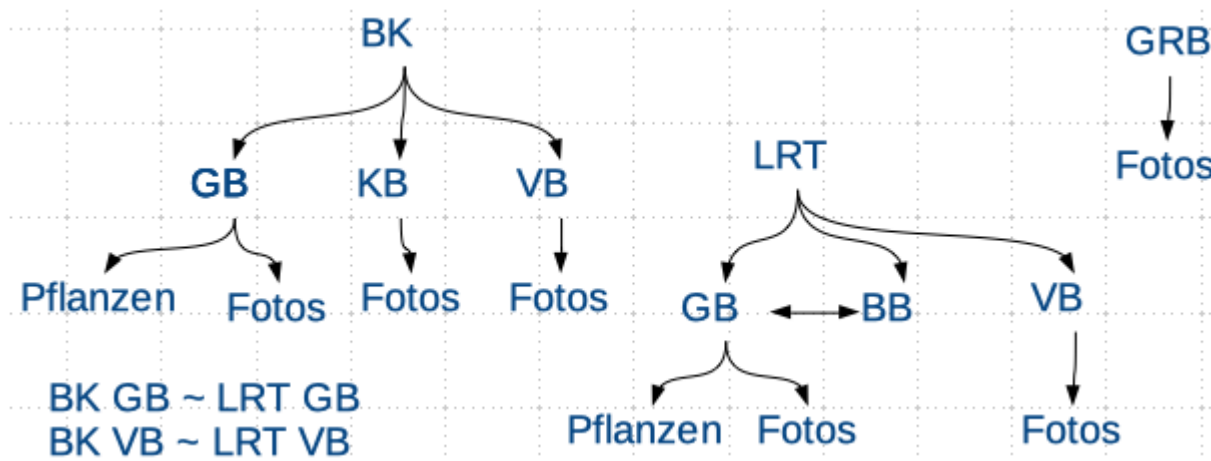 BK
GRB
LRT
Fotos
GB KB VB
Pflanzen Fotos Fotos Fotos
GB BB VB
BK GB ~ LRT GB
BK VB ~ LRT VB
Pflanzen Fotos Fotos